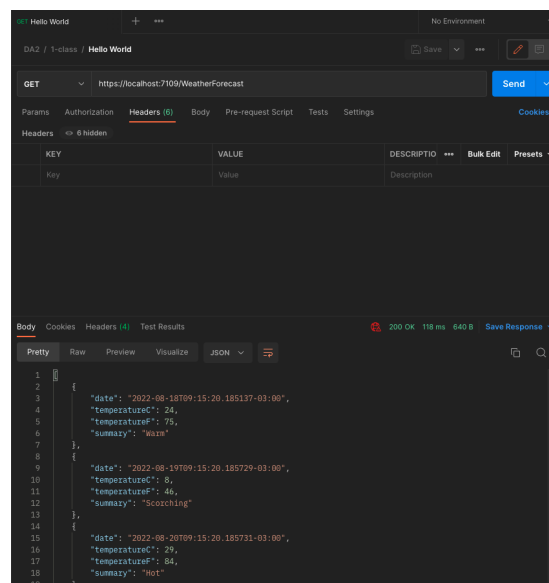 GET Hello World + ••• No Environment
DA2 / 1-class / Hello World Save •••
GET https://localhost:7109/WeatherForecast Send
Params Authorization Headers (6) Body Pre-request Script Tests Settings Cookies
Headers 6 hidden
KEY VALUE DESCRIPTIO ••• Bulk Edit Presets
Key Value Description
Body Cookies Headers (4) Test Results 200 OK 118 ms 640 B Save Response
Pretty Raw Preview Visualize JSON
1 [
2 {
3 "date": "2022-08-18T09:15:20.185137-03:00",
4 "temperatureC": 24,
5 "temperatureF": 75,
6 "summary": "Warm"
7 },
8 {
9 "date": "2022-08-19T09:15:20.185729-03:00",
10 "temperatureC": 8,
11 "temperatureF": 46,
12 "summary": "Scorching"
13 },
14 {
15 "date": "2022-08-20T09:15:20.185731-03:00",
16 "temperatureC": 29,
17 "temperatureF": 84,
18 "summary": "Hot"